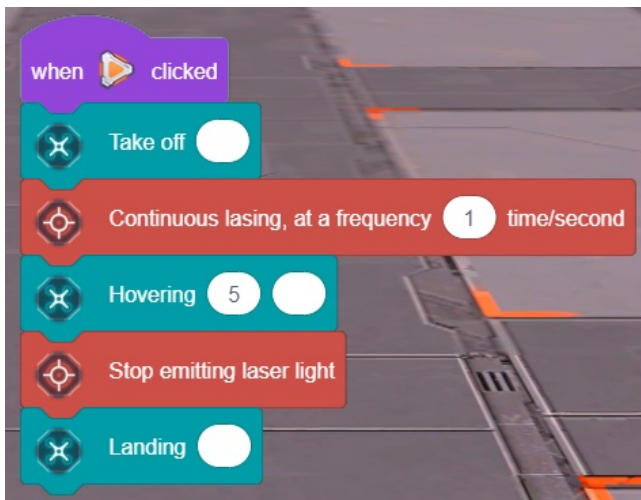 when clicked
Take off
Continuous lasing, at a frequency 1 time/second
Hovering 5
Stop emitting laser light
Landing